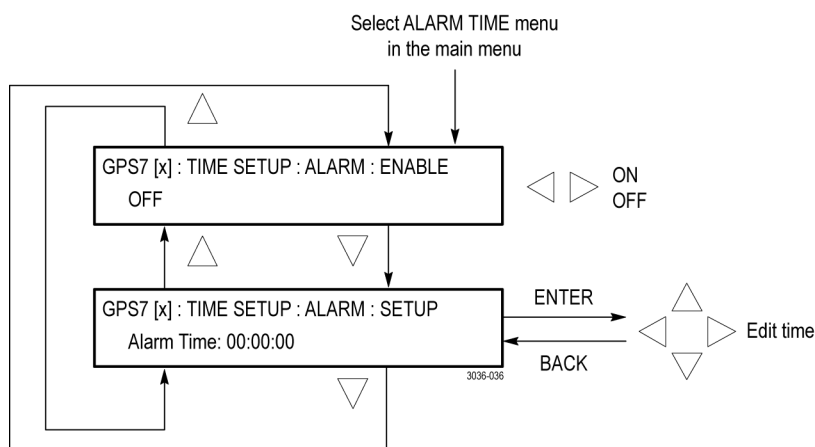 Select ALARM TIME menu
in the main menu
GPS7 [x] : TIME SETUP : ALARM : ENABLE
OFF
ON
OFF
GPS7 [x] : TIME SETUP : ALARM : SETUP
Alarm Time: 00:00:00
ENTER
BACK
Edit time
3036-036